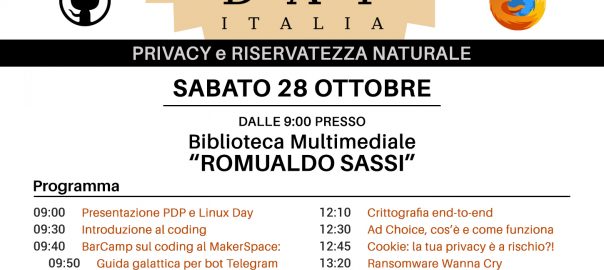 DAY
ITALIA
PRIVACY e RISERVATEZZA NATURALE
SABATO 28 OTTOBRE
DALLE 9:00 PRESSO
Biblioteca Multimediale
“ROMUALDO SASSI”
Programma
09:00 Presentazione PDP e Linux Day
09:30 Introduzione al coding
09:40 BarCamp sul coding al MakerSpace:
09:50 Guida galattica per bot Telegram
12:10 Crittografia end-to-end
12:30 Ad Choice, cos’è e come funziona
12:45 Cookie: la tua privacy è a rischio?!
13:20 Ransomware Wanna Cry